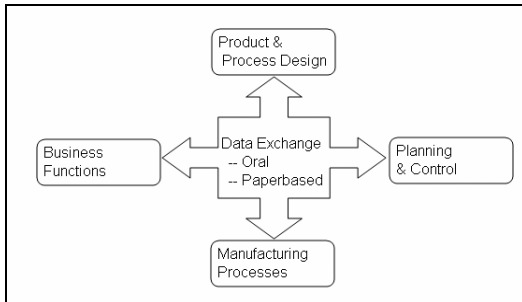 Product &
Process Design
Data Exchange
-- Oral
-- Paperbased
Business
Functions
Planning
& Control
Manufacturing
Processes